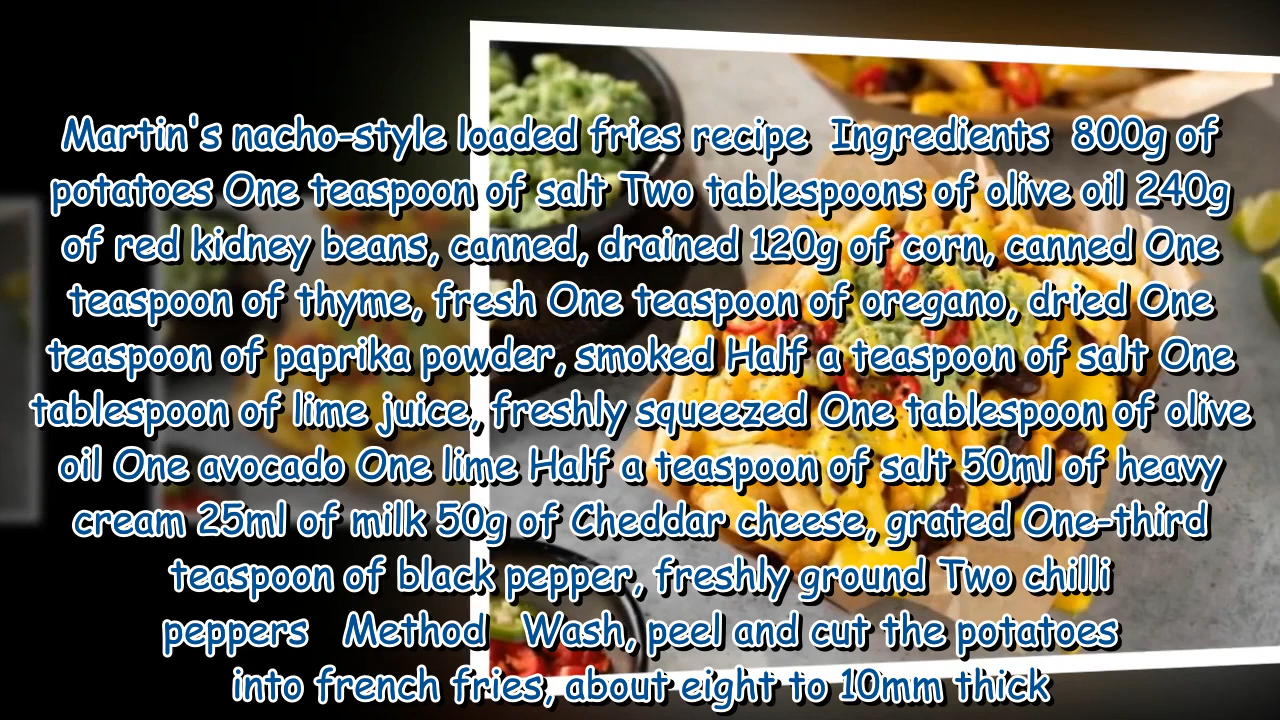 Martin's nacho-style loaded fries recipe  Ingredients  800g of
potatoes One teaspoon of salt Two tablespoons of olive oil 240g
of red kidney beans, canned, drained 120g of corn, canned One
teaspoon of thyme, fresh One teaspoon of oregano, dried One
teaspoon of paprika powder, smoked Half a teaspoon of salt One
tablespoon of lime juice, freshly squeezed One tablespoon of olive
oil One avocado One lime Half a teaspoon of salt 50ml of heavy
cream 25ml of milk 50g of Cheddar cheese, grated One-third
teaspoon of black pepper, freshly ground Two chilli
peppers   Method   Wash, peel and cut the potatoes
into french fries, about eight to 10mm thick